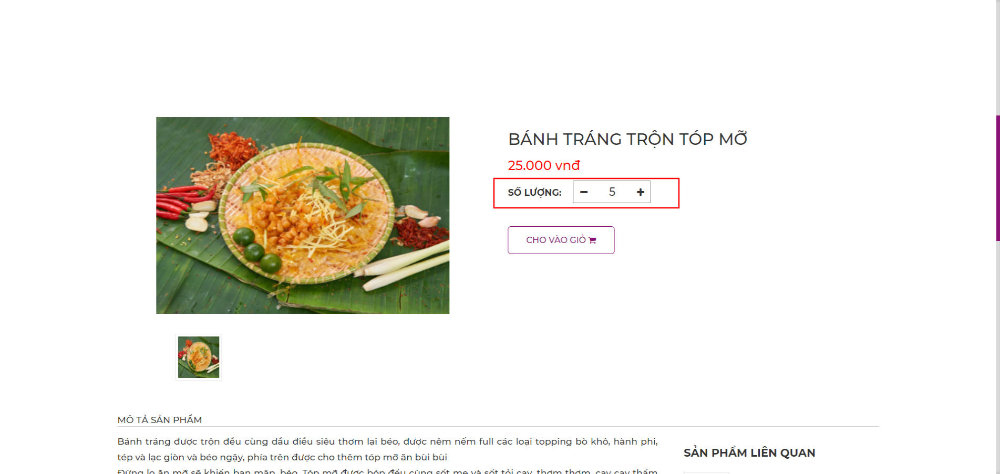 BÁNH TRÁNG TRỘN TÓP MỠ
25.000 vnđ
SỐ LƯỢNG: − 5 +
CHO VÀO GIỎ
MÔ TẢ SẢN PHẨM
Bánh tráng được trộn đều cùng dầu điều siêu thơm lại béo, được nêm nếm full các loại topping bò khô, hành phi,
tép và lạc giòn và béo ngậy, phía trên được cho thêm tóp mỡ ăn bùi bùi
Đừng lo ăn mỡ sẽ khiến bạn mập, béo. Tóp mỡ được bóp đều cùng sốt me và sốt tỏi cay, thơm thơm, cay cay thấm
SẢN PHẨM LIÊN QUAN